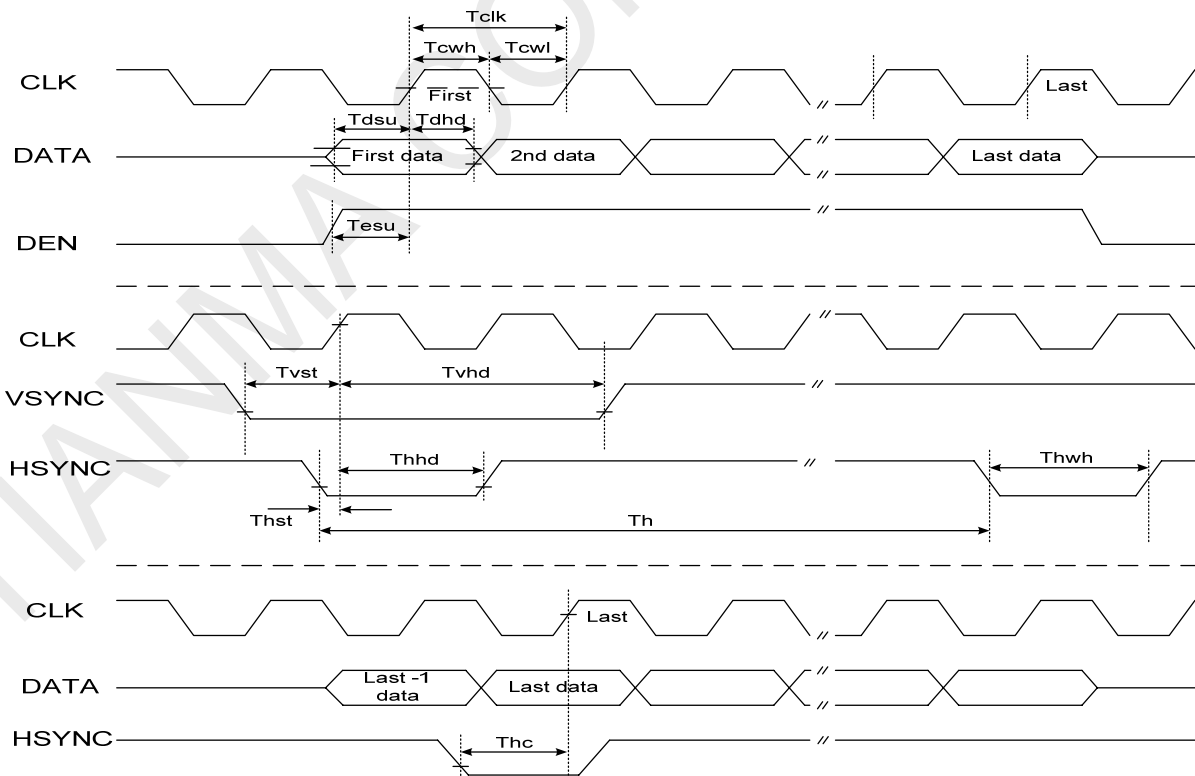 Tclk
Tcwh Tcwl
CLK First Last
Tdsu Tdhd
DATA First data 2nd data Last data
DEN Tesu
CLK
Tvst Tvhd
VSYNC
HSYNC Thhd Thwh
Thst Th
CLK Last
DATA Last -1 data Last data
HSYNC Thc